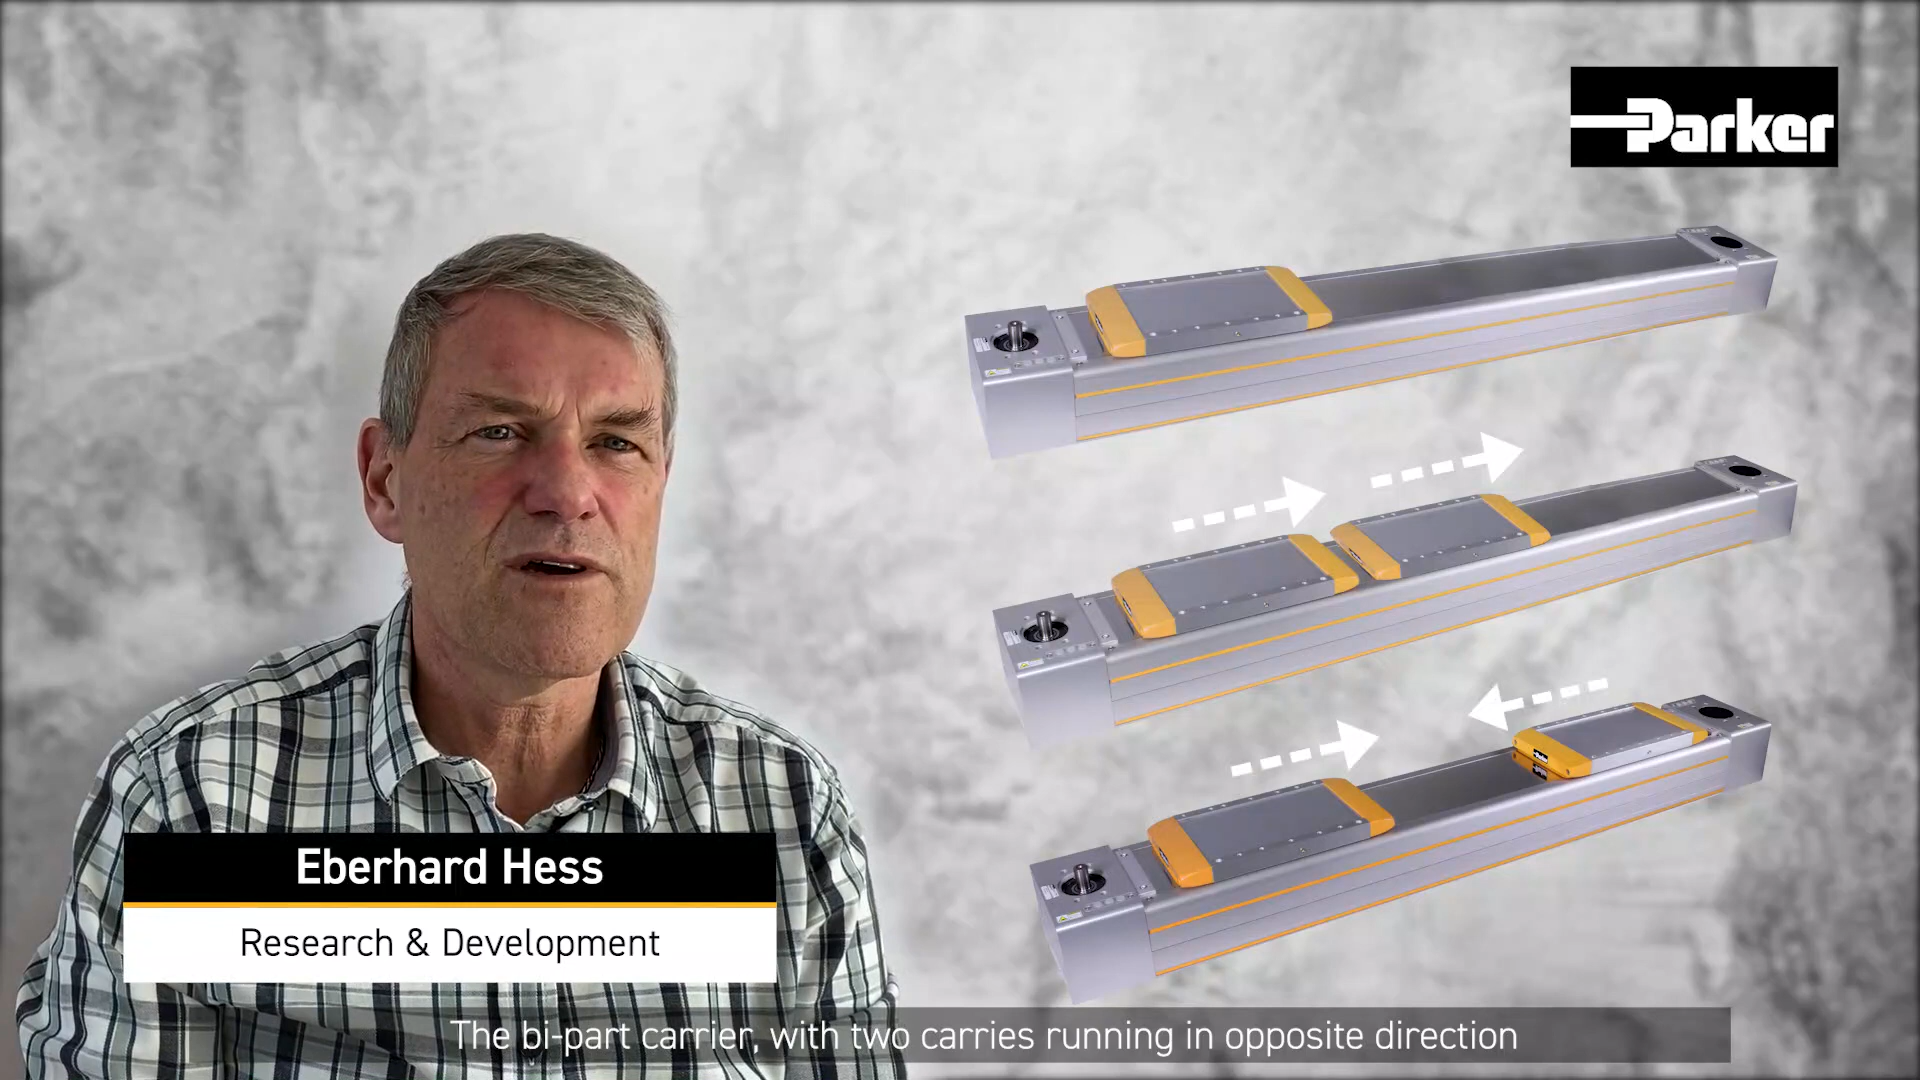 Parker
Eberhard Hess
Research & Development
The bi-part carrier, with two carries running in opposite direction